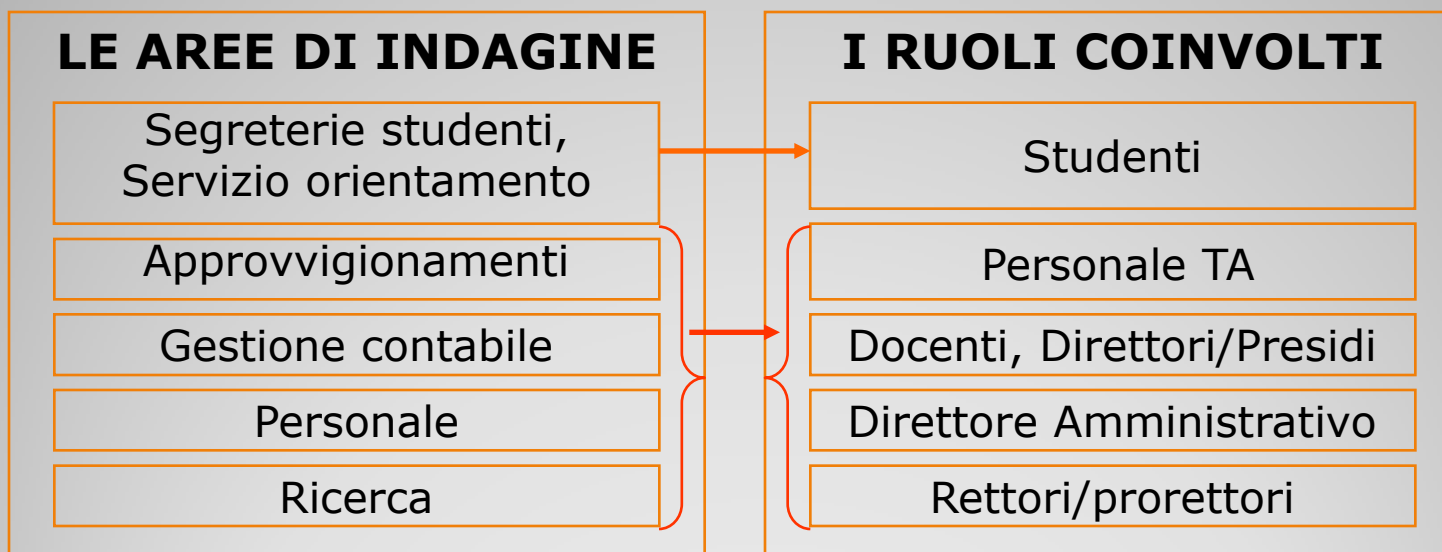 LE AREE DI INDAGINE
Segreterie studenti,
Servizio orientamento
Approvvigionamenti
Gestione contabile
Personale
Ricerca
I RUOLI COINVOLTI
Studenti
Personale TA
Docenti, Direttori/Presidi
Direttore Amministrativo
Rettori/prorettori